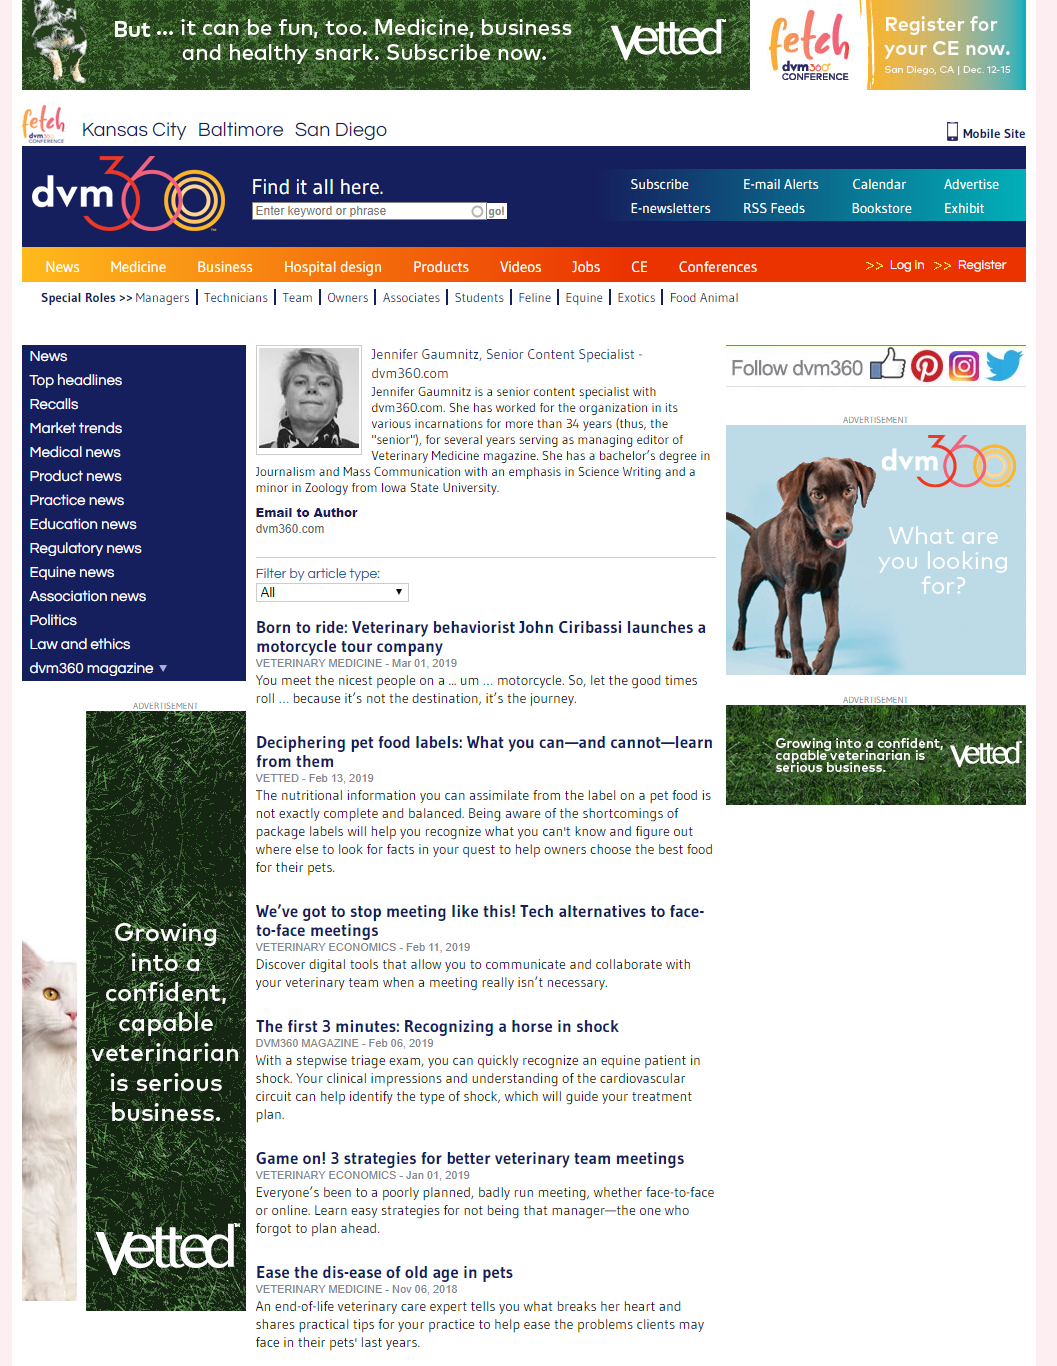 But ... it can be fun, too. Medicine, business
and healthy snark. Subscribe now.
Vetted
fetch
dvm360
CONFERENCE
Register for
your CE now.
San Diego, CA | Dec. 12-15
fetch
dvm360
CONFERENCE
Kansas City Baltimore San Diego
Mobile Site
dvm360
Find it all here.
Enter keyword or phrase
go!
Subscribe E-mail Alerts Calendar Advertise
E-newsletters RSS Feeds Bookstore Exhibit
News Medicine Business Hospital design Products Videos Jobs CE Conferences >> Log in >> Register
Special Roles >> Managers | Technicians | Team | Owners | Associates | Students | Feline | Equine | Exotics | Food Animal
News
Top headlines
Recalls
Market trends
Medical news
Product news
Practice news
Education news
Regulatory news
Equine news
Association news
Politics
Law and ethics
dvm360 magazine
ADVERTISEMENT
Growing
into a
confident,
capable
veterinarian
is serious
business.
Vetted
Jennifer Gaumnitz, Senior Content Specialist -
dvm360.com
Jennifer Gaumnitz is a senior content specialist with
dvm360.com. She has worked for the organization in its
various incarnations for more than 34 years (thus, the
"senior"), for several years serving as managing editor of
Veterinary Medicine magazine. She has a bachelor’s degree in
Journalism and Mass Communication with an emphasis in Science Writing and a
minor in Zoology from Iowa State University.
Email to Author
dvm360.com
Filter by article type:
All
Born to ride: Veterinary behaviorist John Ciribassi launches a
motorcycle tour company
VETERINARY MEDICINE - Mar 01, 2019
You meet the nicest people on a ... um … motorcycle. So, let the good times
roll … because it’s not the destination, it’s the journey.
Deciphering pet food labels: What you can—and cannot—learn
from them
VETTED - Feb 13, 2019
The nutritional information you can assimilate from the label on a pet food is
not exactly complete and balanced. Being aware of the shortcomings of
package labels will help you recognize what you can't know and figure out
where else to look for facts in your quest to help owners choose the best food
for their pets.
We’ve got to stop meeting like this! Tech alternatives to face-
to-face meetings
VETERINARY ECONOMICS - Feb 11, 2019
Discover digital tools that allow you to communicate and collaborate with
your veterinary team when a meeting really isn’t necessary.
The first 3 minutes: Recognizing a horse in shock
DVM360 MAGAZINE - Feb 06, 2019
With a stepwise triage exam, you can quickly recognize an equine patient in
shock. Your clinical impressions and understanding of the cardiovascular
circuit can help identify the type of shock, which will guide your treatment
plan.
Game on! 3 strategies for better veterinary team meetings
VETERINARY ECONOMICS - Jan 01, 2019
Everyone’s been to a poorly planned, badly run meeting, whether face-to-face
or online. Learn easy strategies for not being that manager—the one who
forgot to plan ahead.
Ease the dis-ease of old age in pets
VETERINARY MEDICINE - Nov 06, 2018
An end-of-life veterinary care expert tells you what breaks her heart and
shares practical tips for your practice to help ease the problems clients may
face in their pets' last years.
Follow dvm360
ADVERTISEMENT
dvm360
What are
you looking
for?
ADVERTISEMENT
Growing into a confident,
capable veterinarian is
serious business.
Vetted